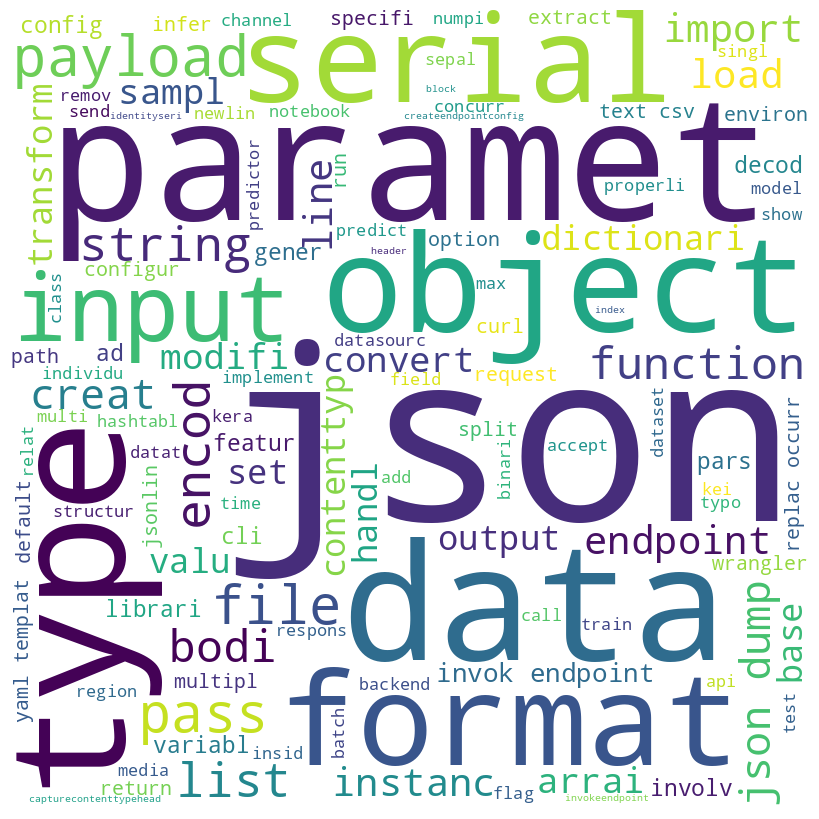 config
infer
channel
specifi
numpi
extract
import
payload
serial
sepal
singl
load
remov
sampl
block
concurr
send
identityseri
newlin
notebook
createendpointconfig
text csv
environ
transform
paramet
predictor
line
run
decod
properli
model
show
string
gener
predict
option
dictionari
configur
header
class
input
object
max
index
curl
path
ad
modifi
datasourc
convert
function
individu
implement
field
request
creat
contenttyp
multi
hashtabl
kera
json
relat
type
encod
datat
featur
set
split
binari
accept
dataset
pars
replac occurr
add
kei
typo
structur
jsonlin
time
handl
cli
output
endpoint
valu
data
wrangler
yaml templat default
librari
file
respons
call
train
json dump
base
bodi
invok endpoint
region
multipl
backend
api
test
pass
format
batch
variabl
insid
media
return
list
instanc
flag
arrai
involv
capturecontenttypehead
invokeendpoint